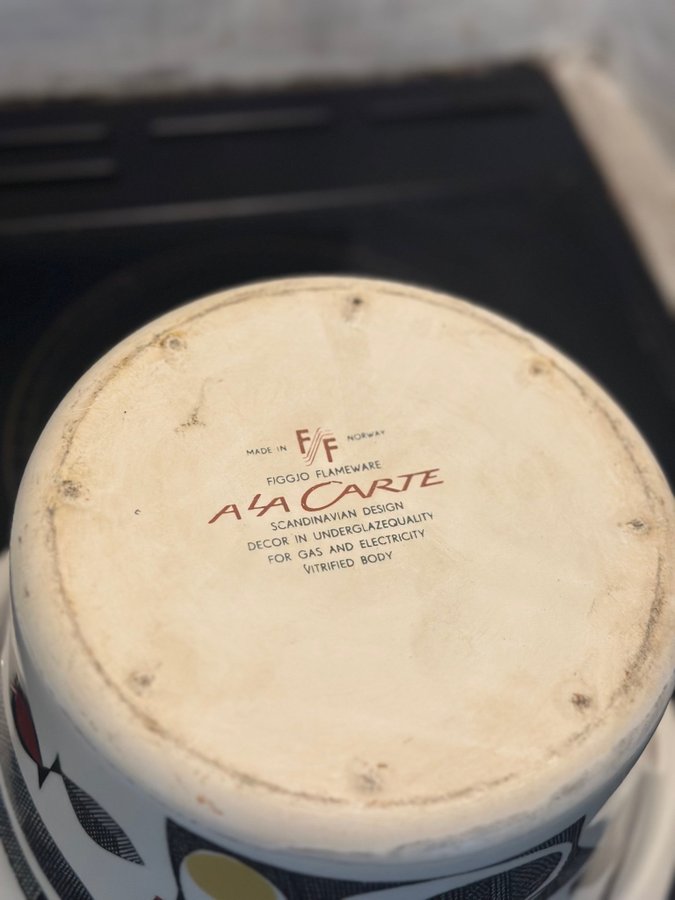 MADE IN FF NORWAY
FIGGJO FLAMEWARE
A LA CARTE
SCANDINAVIAN DESIGN
DECOR IN UNDERGLAZEQUALITY
FOR GAS AND ELECTRICITY
VITRIFIED BODY